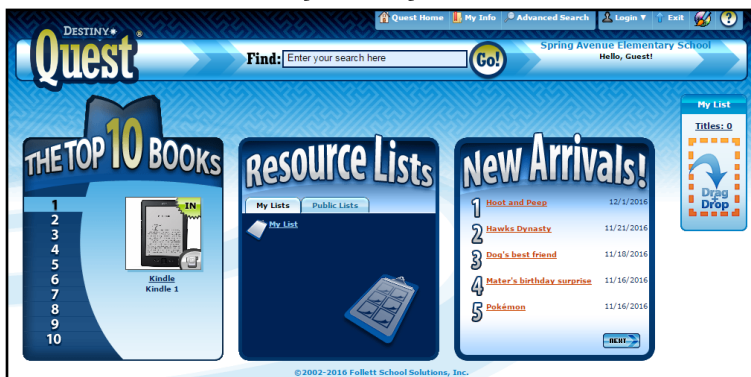 Quest Home My Info Advanced Search Login ▼ Exit ?
DESTINY
Quest®
Find: Enter your search here Go!
Spring Avenue Elementary School
Hello, Guest!
My List
Titles: 0
Drag
Drop
THE TOP 10 BOOKS
1
2
3
4
5
6
7
8
9
10
IN
Kindle
Kindle 1
Resource Lists
My Lists Public Lists
My List
New Arrivals!
1 Hoot and Peep 12/1/2016
2 Hawks Dynasty 11/21/2016
3 Dog's best friend 11/18/2016
4 Mater's birthday surprise 11/16/2016
5 Pokémon 11/16/2016
NEXT
©2002-2016 Follett School Solutions, Inc.